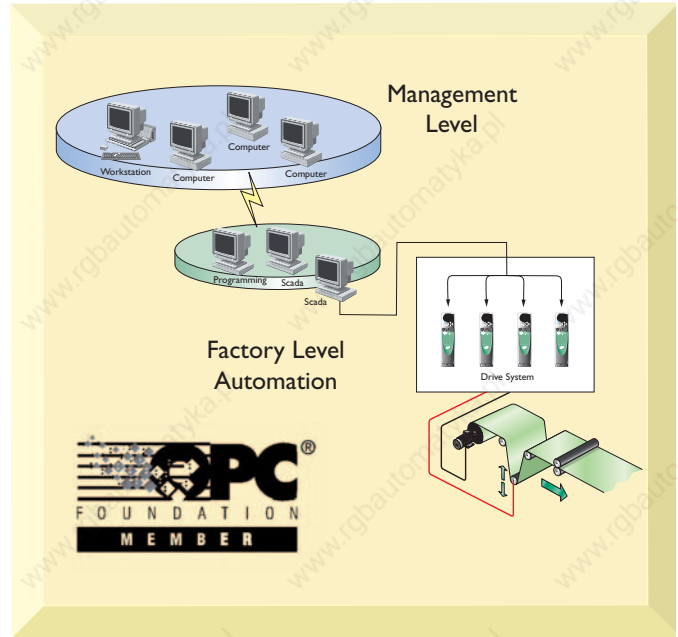 Management
Level
Computer
Workstation
Computer
Computer
Programming
Scada
Scada
Factory Level
Automation
Drive System
OPC®
FOUNDATION
MEMBER
www.rgbautomatyka.pl